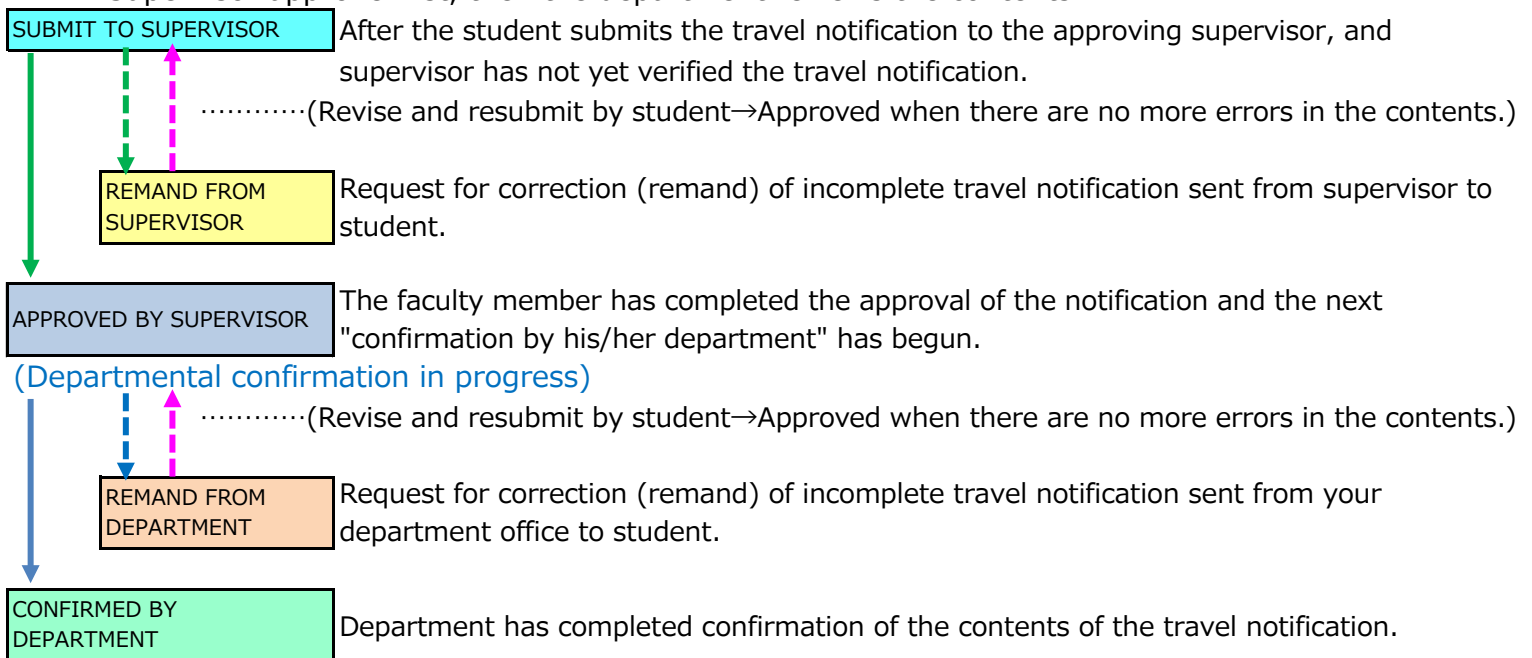 SUBMIT TO SUPERVISOR
After the student submits the travel notification to the approving supervisor, and
supervisor has not yet verified the travel notification.
…………(Revise and resubmit by student→Approved when there are no more errors in the contents.)
REMAND FROM
SUPERVISOR
Request for correction (remand) of incomplete travel notification sent from supervisor to
student.
APPROVED BY SUPERVISOR
The faculty member has completed the approval of the notification and the next
"confirmation by his/her department" has begun.
(Departmental confirmation in progress)
…………(Revise and resubmit by student→Approved when there are no more errors in the contents.)
REMAND FROM
DEPARTMENT
Request for correction (remand) of incomplete travel notification sent from your
department office to student.
CONFIRMED BY
DEPARTMENT
Department has completed confirmation of the contents of the travel notification.